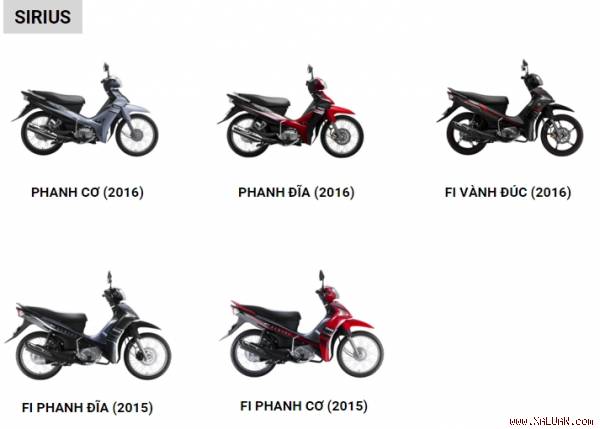 SIRIUS
PHANH CƠ (2016)
PHANH ĐĨA (2016)
FI VÀNH ĐÚC (2016)
FI PHANH ĐĨA (2015)
FI PHANH CƠ (2015)
www.XALUAN.com